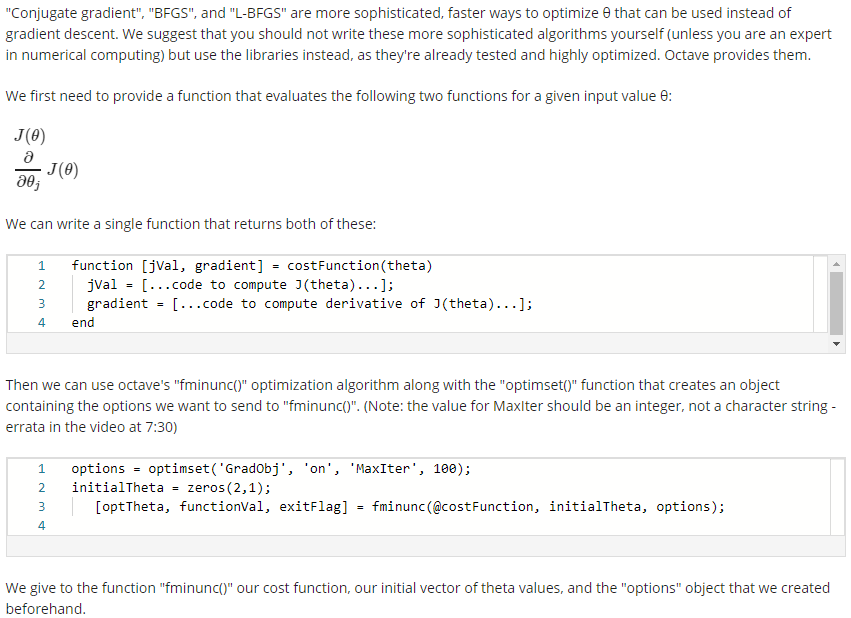 "Conjugate gradient", "BFGS", and "L-BFGS" are more sophisticated, faster ways to optimize θ that can be used instead of
gradient descent. We suggest that you should not write these more sophisticated algorithms yourself (unless you are an expert
in numerical computing) but use the libraries instead, as they're already tested and highly optimized. Octave provides them.
We first need to provide a function that evaluates the following two functions for a given input value θ:
J(θ)
∂
∂θj J(θ)
We can write a single function that returns both of these:
1 function [jVal, gradient] = costFunction(theta)
2   jVal = [...code to compute J(theta)...];
3   gradient = [...code to compute derivative of J(theta)...];
4 end
Then we can use octave's "fminunc()" optimization algorithm along with the "optimset()" function that creates an object
containing the options we want to send to "fminunc()". (Note: the value for MaxIter should be an integer, not a character string -
errata in the video at 7:30)
1 options = optimset('GradObj', 'on', 'MaxIter', 100);
2 initialTheta = zeros(2,1);
3    [optTheta, functionVal, exitFlag] = fminunc(@costFunction, initialTheta, options);
4
We give to the function "fminunc()" our cost function, our initial vector of theta values, and the "options" object that we created
beforehand.